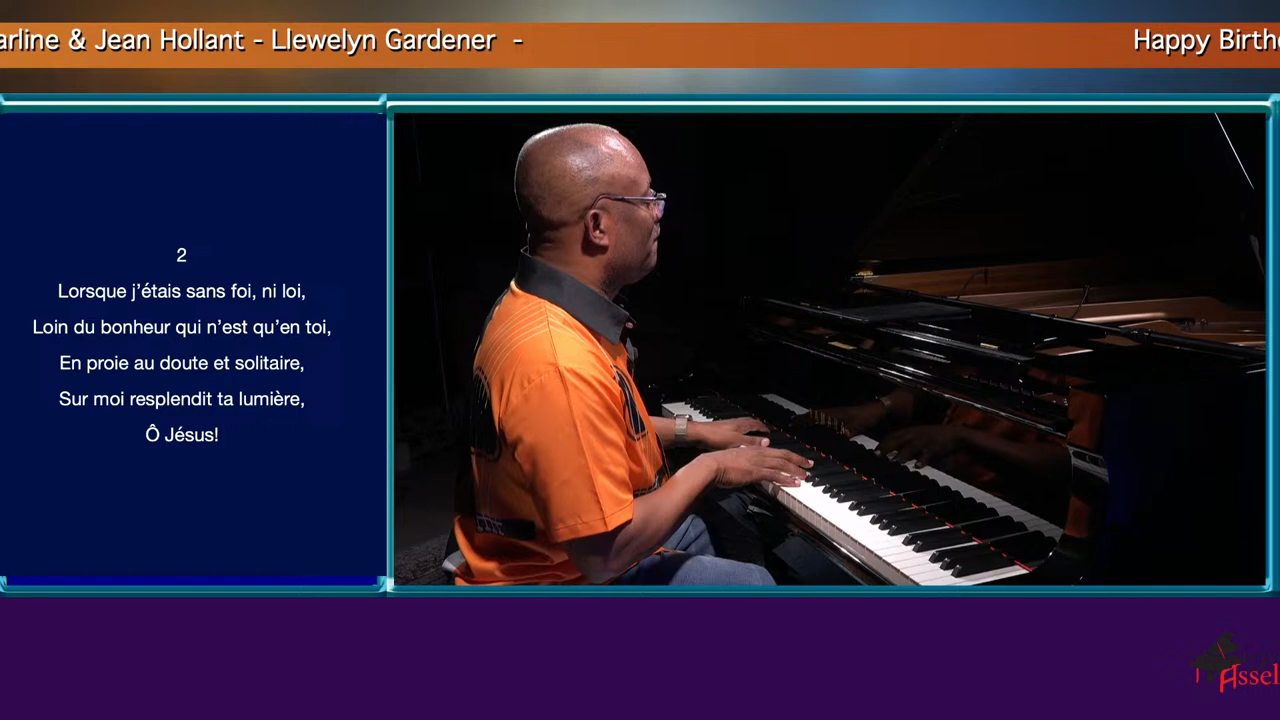 arline & Jean Hollant - Llewelyn Gardener -
Happy Birth
2
Lorsque j’étais sans foi, ni loi,
Loin du bonheur qui n’est qu’en toi,
En proie au doute et solitaire,
Sur moi resplendit ta lumière,
Ô Jésus!
Assel